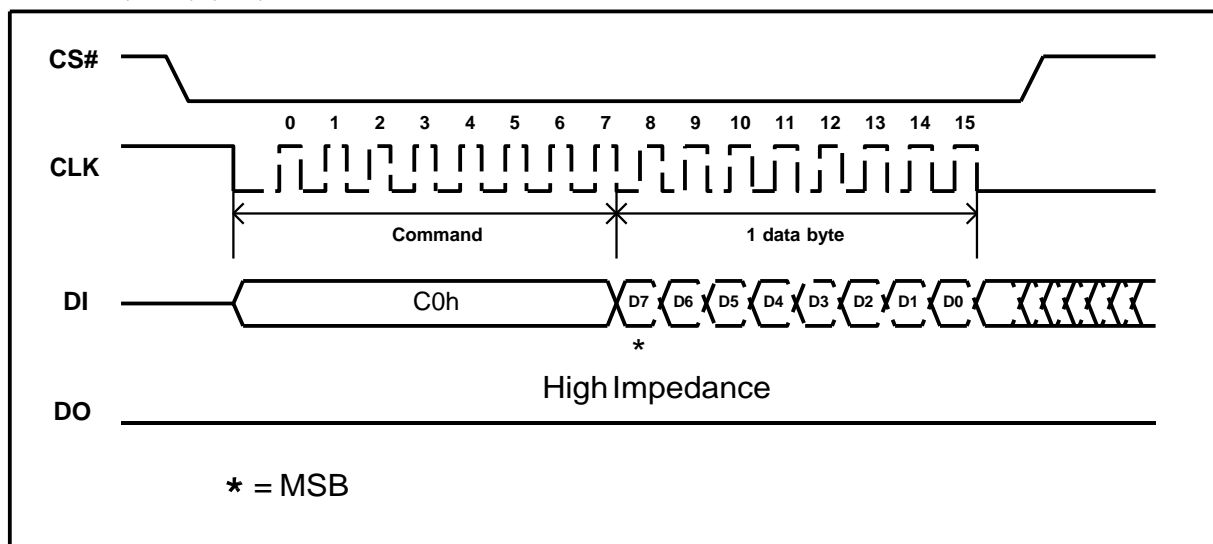 CS#
0 1 2 3 4 5 6 7 8 9 10 11 12 13 14 15
CLK
Command 1 data byte
DI C0h D7 D6 D5 D4 D3 D2 D1 D0
*
High Impedance
DO
* = MSB